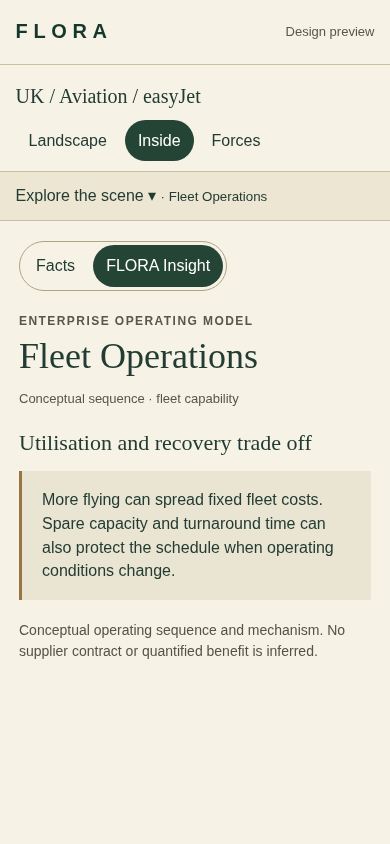 FLORA
Design preview
UK / Aviation / easyJet
Landscape Inside Forces
Explore the scene ▾ · Fleet Operations
Facts FLORA Insight
ENTERPRISE OPERATING MODEL
Fleet Operations
Conceptual sequence · fleet capability
Utilisation and recovery trade off
More flying can spread fixed fleet costs.
Spare capacity and turnaround time can
also protect the schedule when operating
conditions change.
Conceptual operating sequence and mechanism. No
supplier contract or quantified benefit is inferred.